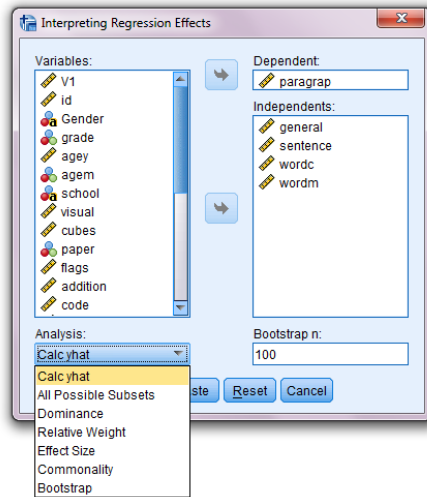 Interpreting Regression Effects
Variables:
V1
id
Gender
grade
agey
agem
school
visual
cubes
paper
flags
addition
code
Dependent:
paragrap
Independents:
general
sentence
wordc
wordm
Analysis:
Calc yhat
Bootstrap n:
100
Calc yhat
All Possible Subsets
Dominance
Relative Weight
Effect Size
Commonality
Bootstrap
ste
Reset
Cancel